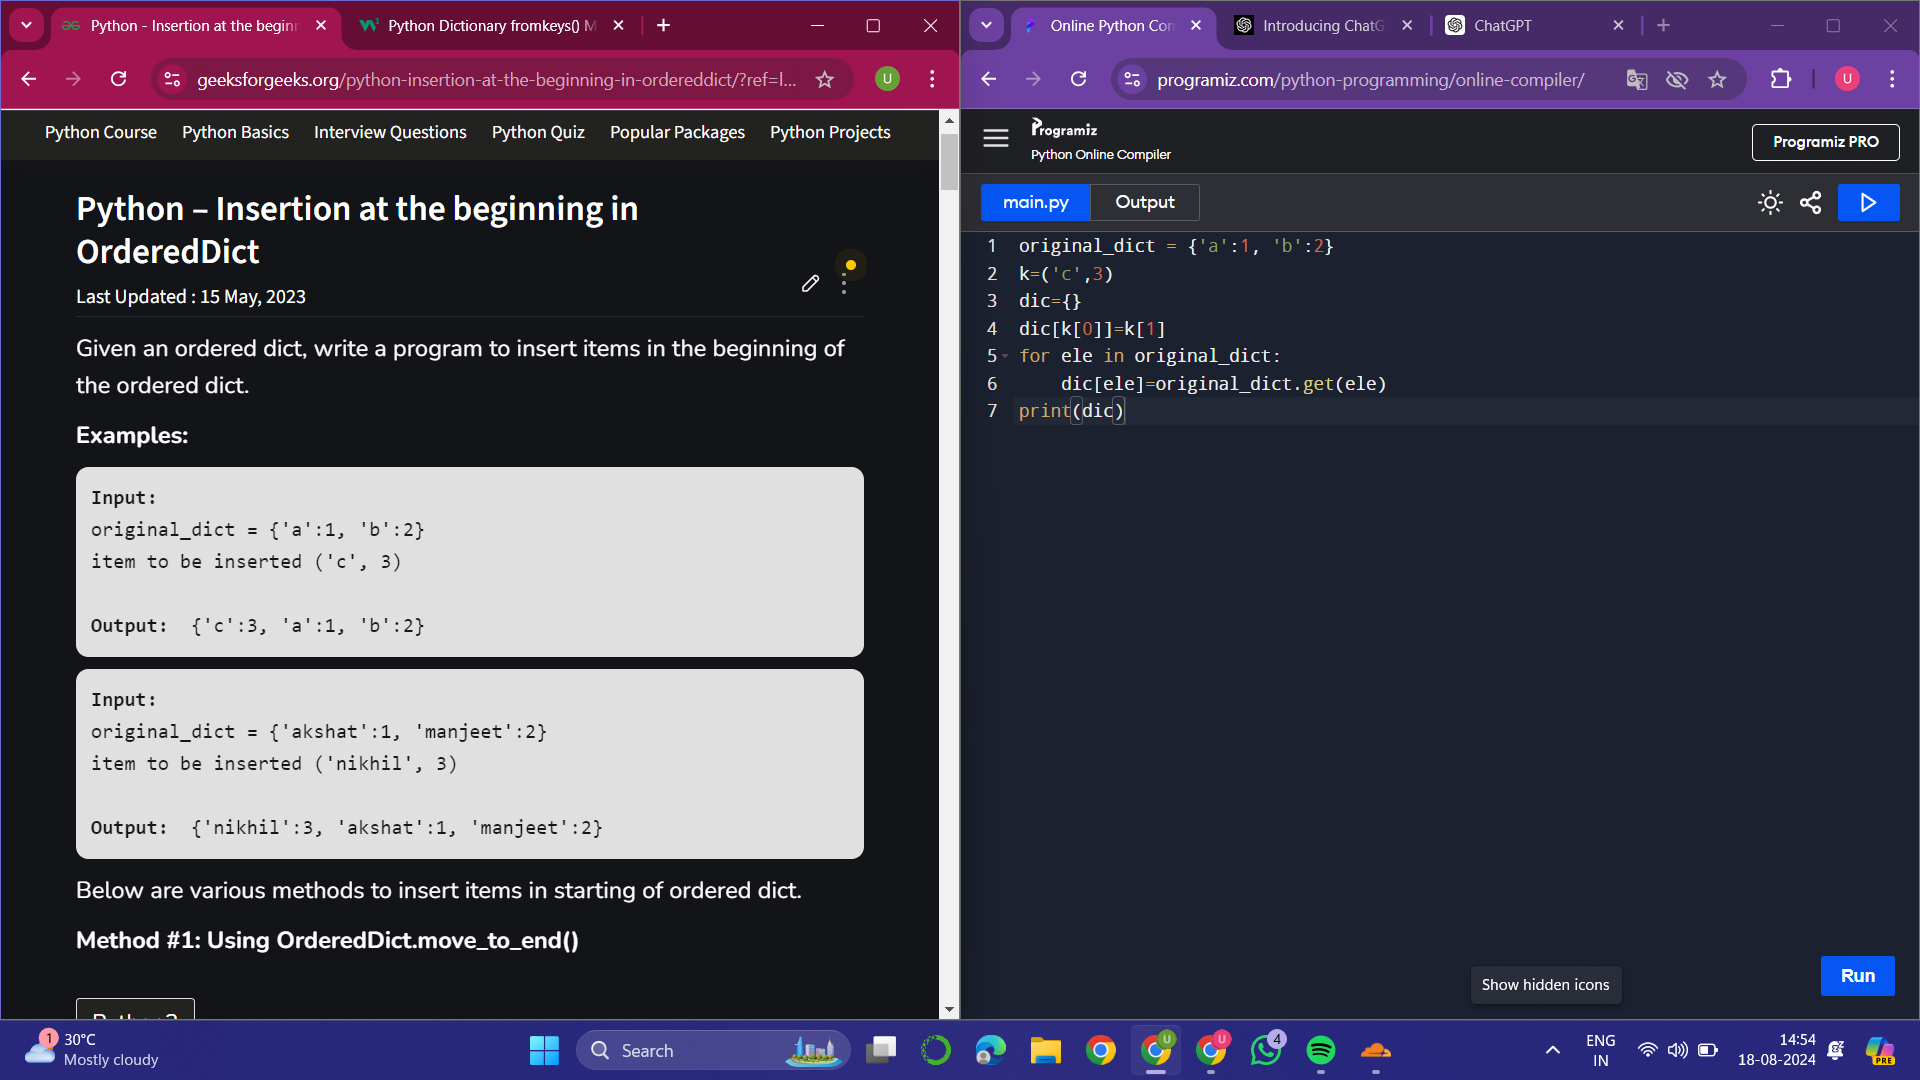 Python - Insertion at the beginn
Python Dictionary fromkeys() M
geeksforgeeks.org/python-insertion-at-the-beginning-in-ordereddict/?ref=l...
U
Python Course
Python Basics
Interview Questions
Python Quiz
Popular Packages
Python Projects
Python – Insertion at the beginning in
OrderedDict
Last Updated : 15 May, 2023
Given an ordered dict, write a program to insert items in the beginning of
the ordered dict.
Examples:
Input:
original_dict = {'a':1, 'b':2}
item to be inserted ('c', 3)
Output:  {'c':3, 'a':1, 'b':2}
Input:
original_dict = {'akshat':1, 'manjeet':2}
item to be inserted ('nikhil', 3)
Output:  {'nikhil':3, 'akshat':1, 'manjeet':2}
Below are various methods to insert items in starting of ordered dict.
Method #1: Using OrderedDict.move_to_end()
Python3
Online Python Con
Introducing ChatG
ChatGPT
programiz.com/python-programming/online-compiler/
U
Programiz
Python Online Compiler
Programiz PRO
main.py
Output
1 original_dict = {'a':1, 'b':2}
2 k=('c',3)
3 dic={}
4 dic[k[0]]=k[1]
5 for ele in original_dict:
6     dic[ele]=original_dict.get(ele)
7 print(dic)
Show hidden icons
Run
1
30°C
Mostly cloudy
Search
U
U
4
ENG
IN
14:54
18-08-2024
PRE